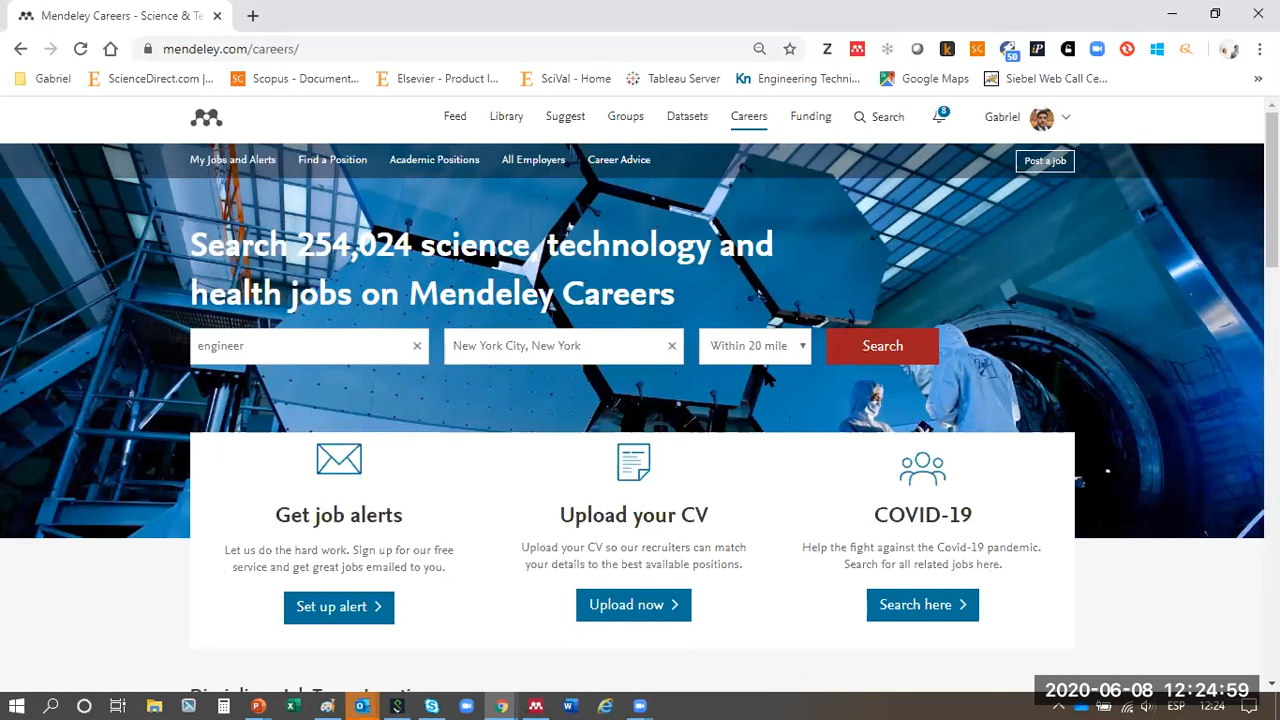 Mendeley Careers - Science & Te
mendeley.com/careers/
Z
SC
k
iP
50
Gabriel
ScienceDirect.com |...
Scopus - Documen...
Elsevier - Product I...
SciVal - Home
Tableau Server
Kn Engineering Techni...
Google Maps
Siebel Web Call Ce...
»
Feed
Library
Suggest
Groups
Datasets
Careers
Funding
Search
8
Gabriel
My Jobs and Alerts
Find a Position
Academic Positions
All Employers
Career Advice
Post a job
Search 254,024 science, technology and
health jobs on Mendeley Careers
engineer
New York City, New York
Within 20 mile
Search
Get job alerts
Let us do the hard work. Sign up for our free
service and get great jobs emailed to you.
Set up alert
Upload your CV
Upload your CV so our recruiters can match
your details to the best available positions.
Upload now
COVID-19
Help the fight against the Covid-19 pandemic.
Search for all related jobs here.
Search here
2020-06-08 12:24:59
ESP
12:24